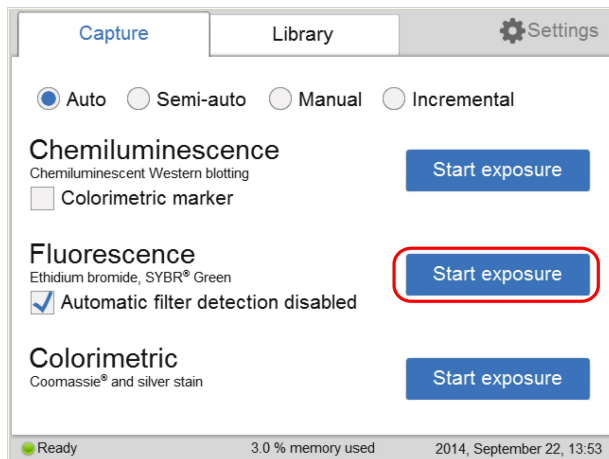 Capture Library Settings
Auto Semi-auto Manual Incremental
Chemiluminescence
Chemiluminescent Western blotting
Start exposure
Colorimetric marker
Fluorescence
Ethidium bromide, SYBR® Green
Start exposure
Automatic filter detection disabled
Colorimetric
Coomassie® and silver stain
Start exposure
Ready 3.0 % memory used 2014, September 22, 13:53